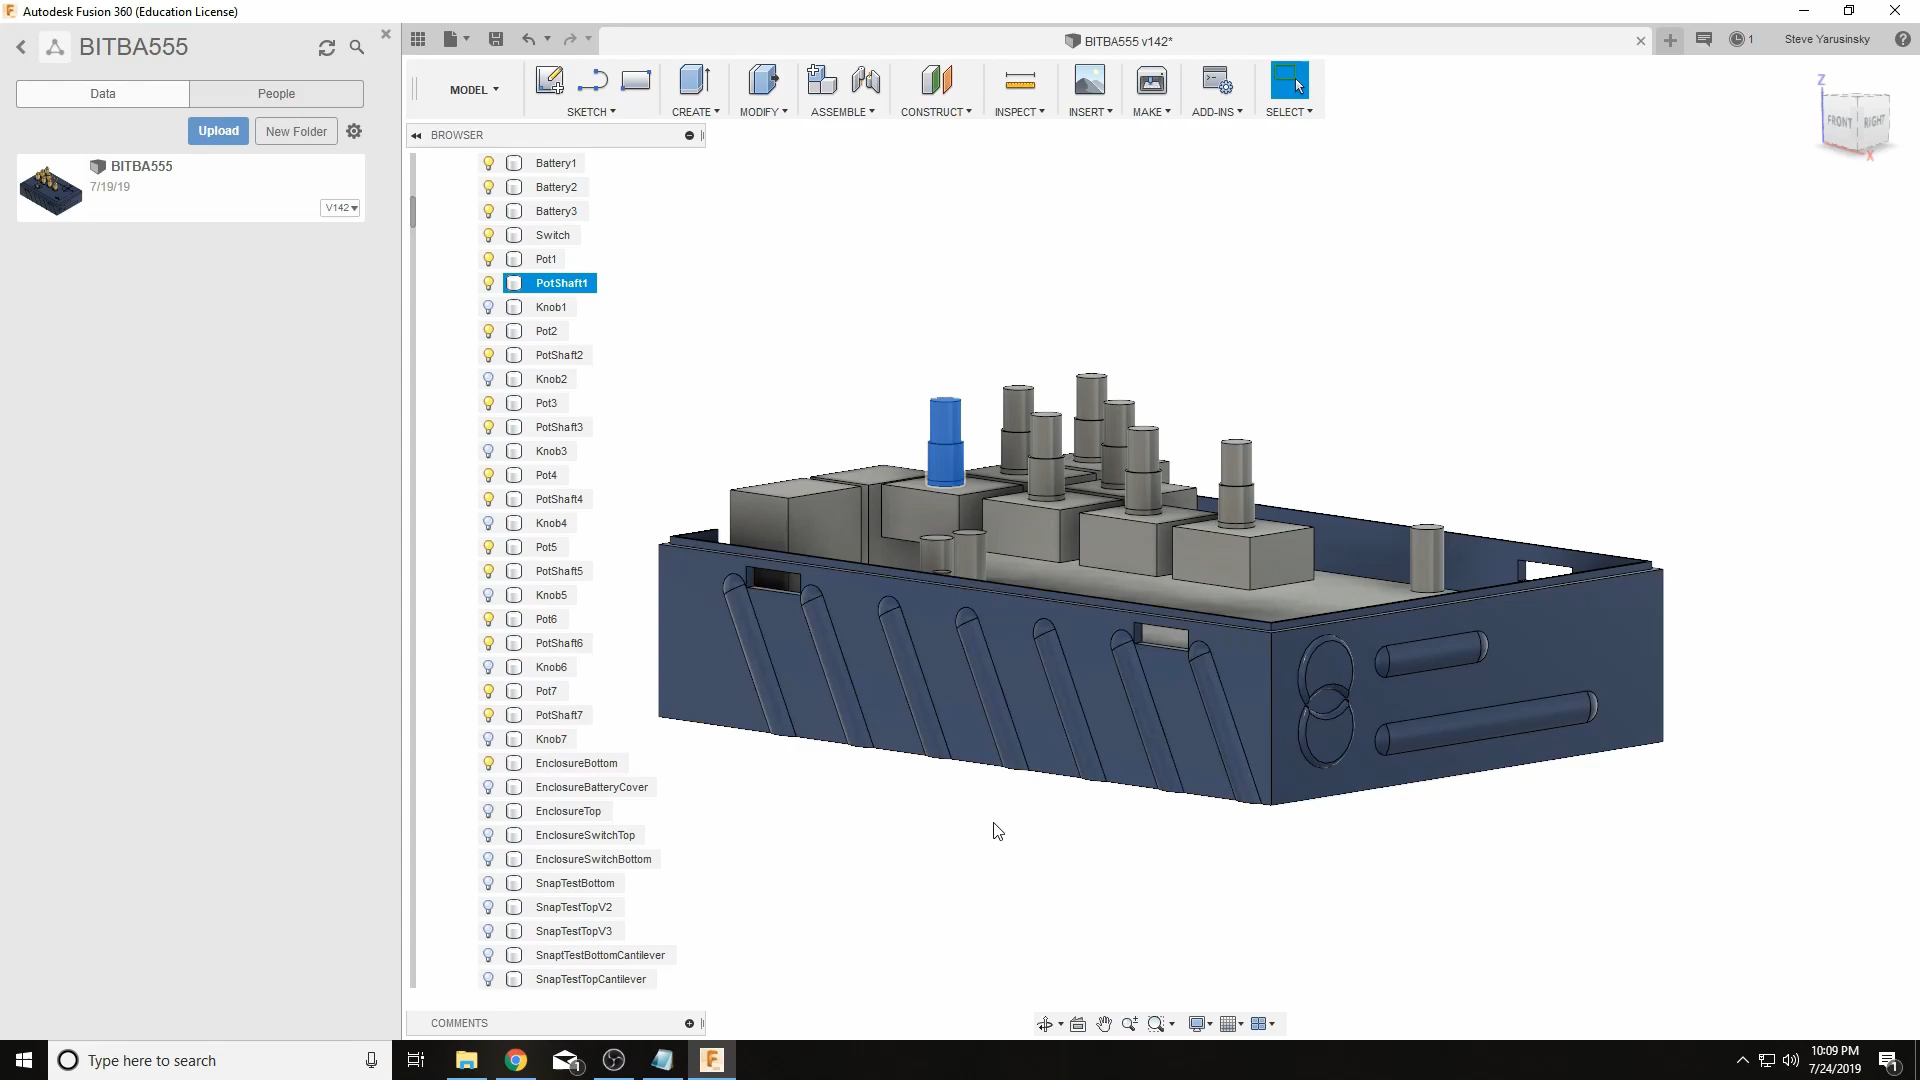 Autodesk Fusion 360 (Education License)
BITBA555
Data
People
Upload
New Folder
BITBA555
7/19/19
V142
BITBA555 v142*
1
Steve Yarusinsky
MODEL
SKETCH
CREATE
MODIFY
ASSEMBLE
CONSTRUCT
INSPECT
INSERT
MAKE
ADD-INS
SELECT
BROWSER
Battery1
Battery2
Battery3
Switch
Pot1
PotShaft1
Knob1
Pot2
PotShaft2
Knob2
Pot3
PotShaft3
Knob3
Pot4
PotShaft4
Knob4
Pot5
PotShaft5
Knob5
Pot6
PotShaft6
Knob6
Pot7
PotShaft7
Knob7
EnclosureBottom
EnclosureBatteryCover
EnclosureTop
EnclosureSwitchTop
EnclosureSwitchBottom
SnapTestBottom
SnapTestTopV2
SnapTestTopV3
SnaptTestBottomCantilever
SnapTestTopCantilever
COMMENTS
Z
FRONT
RIGHT
X
Type here to search
1
10:09 PM
7/24/2019
1